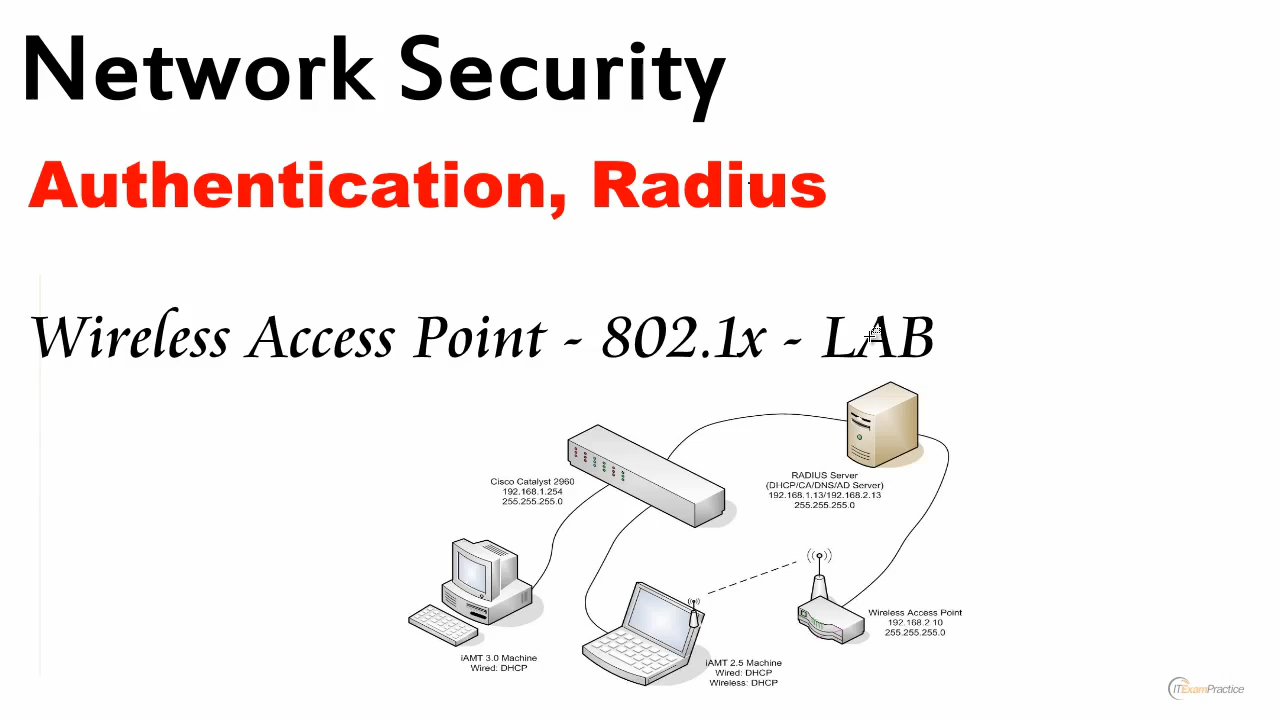 Network Security
Authentication, Radius
Wireless Access Point - 802.1x - LAB
Cisco Catalyst 2960
192.168.1.254
255.255.255.0
RADIUS Server
(DHCP/CA/DNS/AD Server)
192.168.1.13/192.168.2.13
255.255.255.0
Wireless Access Point
192.168.2.10
255.255.255.0
iAMT 3.0 Machine
Wired: DHCP
iAMT 2.5 Machine
Wired: DHCP
Wireless: DHCP
ITExamPractice